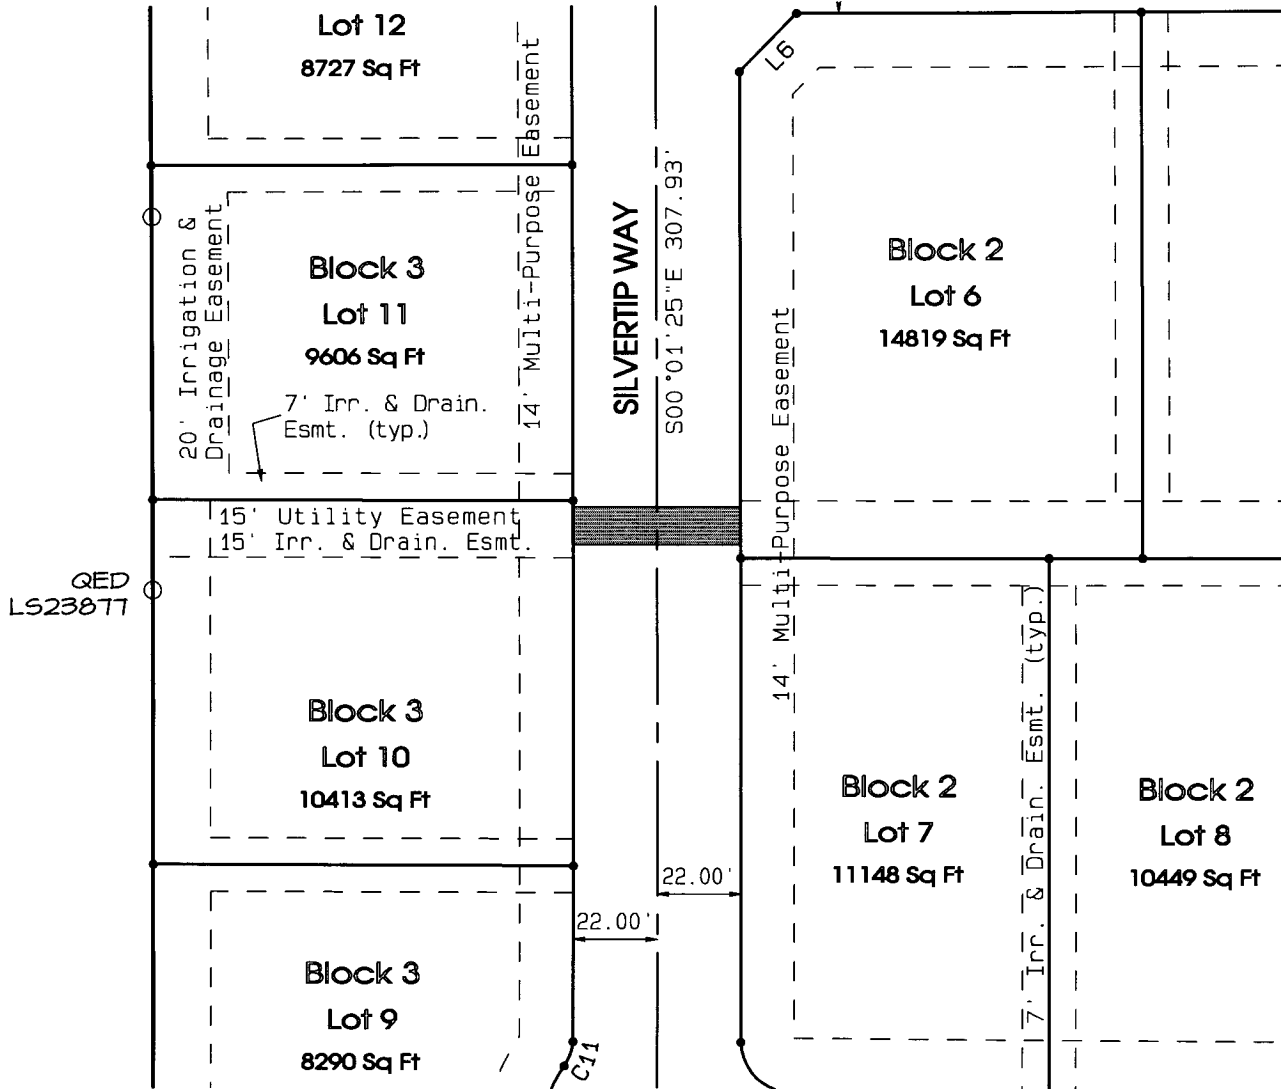 Lot 12
8727 Sq Ft
14' Multi-Purpose Easement
L6
20' Irrigation &
Drainage Easement
Block 3
Lot 11
9606 Sq Ft
7' Irr. & Drain.
Esmt. (typ.)
SILVERTIP WAY
S00°01'25"E 307.93'
Block 2
Lot 6
14819 Sq Ft
14' Multi-Purpose Easement
15' Utility Easement
15' Irr. & Drain. Esmt.
QED
LS23877
Block 3
Lot 10
10413 Sq Ft
Block 2
Lot 7
11148 Sq Ft
7' Irr. & Drain. Esmt. (typ.)
Block 2
Lot 8
10449 Sq Ft
22.00'
22.00'
Block 3
Lot 9
8290 Sq Ft
C11